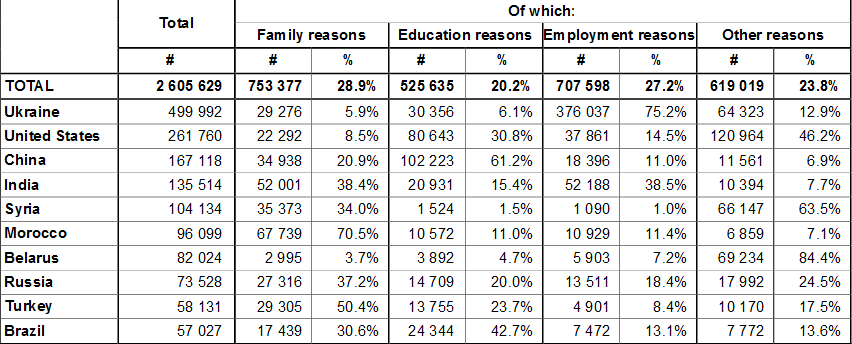 Total Of which:
Family reasons Education reasons Employment reasons Other reasons
# # % # % # % # %
TOTAL 2 605 629 753 377 28.9% 525 635 20.2% 707 598 27.2% 619 019 23.8%
Ukraine 499 992 29 276 5.9% 30 356 6.1% 376 037 75.2% 64 323 12.9%
United States 261 760 22 292 8.5% 80 643 30.8% 37 861 14.5% 120 964 46.2%
China 167 118 34 938 20.9% 102 223 61.2% 18 396 11.0% 11 561 6.9%
India 135 514 52 001 38.4% 20 931 15.4% 52 188 38.5% 10 394 7.7%
Syria 104 134 35 373 34.0% 1 524 1.5% 1 090 1.0% 66 147 63.5%
Morocco 96 099 67 739 70.5% 10 572 11.0% 10 929 11.4% 6 859 7.1%
Belarus 82 024 2 995 3.7% 3 892 4.7% 5 903 7.2% 69 234 84.4%
Russia 73 528 27 316 37.2% 14 709 20.0% 13 511 18.4% 17 992 24.5%
Turkey 58 131 29 305 50.4% 13 755 23.7% 4 901 8.4% 10 170 17.5%
Brazil 57 027 17 439 30.6% 24 344 42.7% 7 472 13.1% 7 772 13.6%